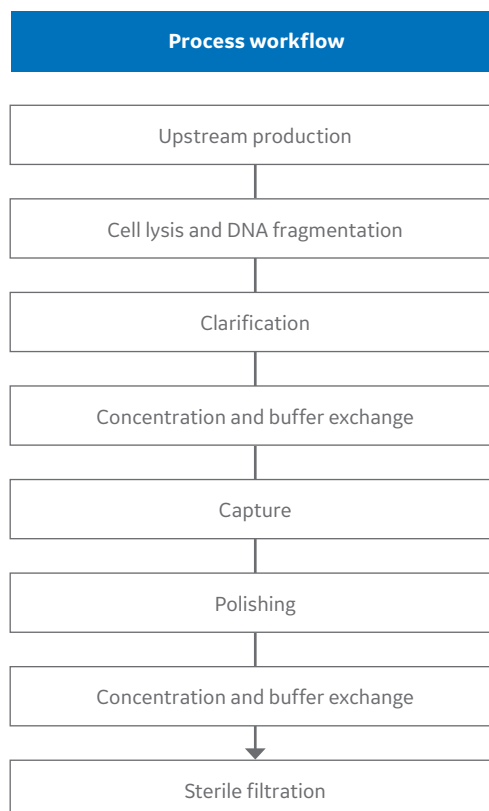 Process workflow
Upstream production
Cell lysis and DNA fragmentation
Clarification
Concentration and buffer exchange
Capture
Polishing
Concentration and buffer exchange
Sterile filtration